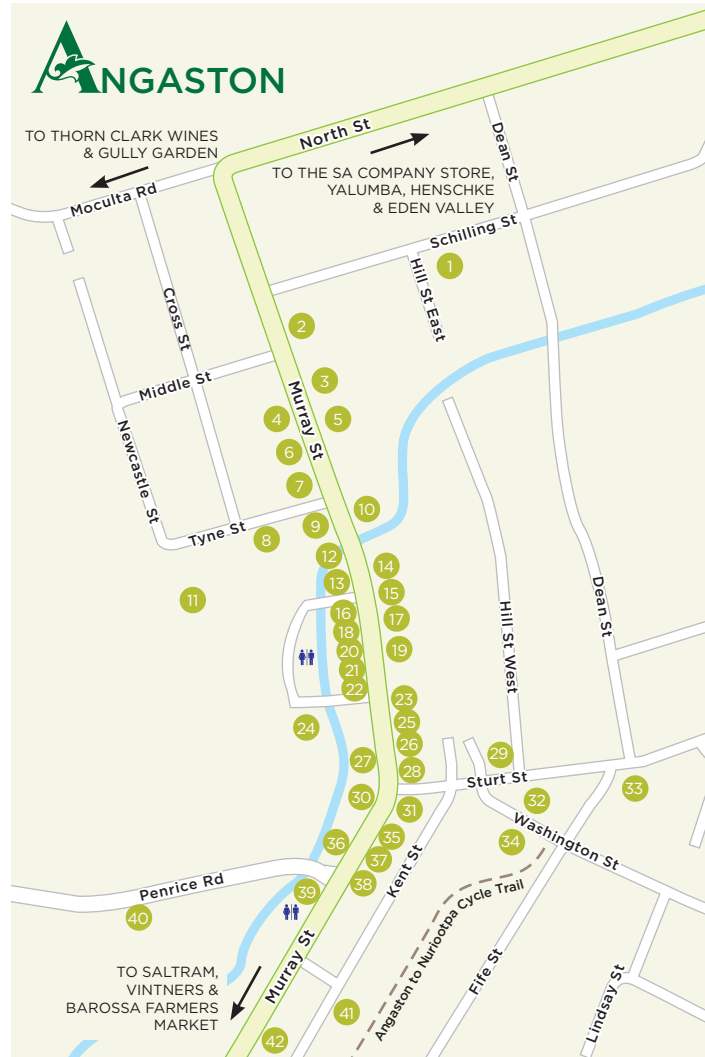 ANGASTON
North St
TO THORN CLARK WINES
& GULLY GARDEN
Moculta Rd
TO THE SA COMPANY STORE,
YALUMBA, HENSCHKE
& EDEN VALLEY
Dean St
Schilling St
1
Hill St East
Cross St
2
Middle St
3
Murray St
4
5
Newcastle St
6
7
10
9
Tyne St
8
12
14
13
15
11
16
17
18
19
20
21
22
Hill St West
Dean St
23
24
25
26
27
28
29
Sturt St
30
31
32
33
Washington St
34
35
36
37
Kent St
38
39
Penrice Rd
40
Angaston to Nuriootpa Cycle Trail
Murray St
Fife St
Lindsay St
TO SALTRAM,
VINTNERS &
BAROSSA FARMERS
MARKET
41
42